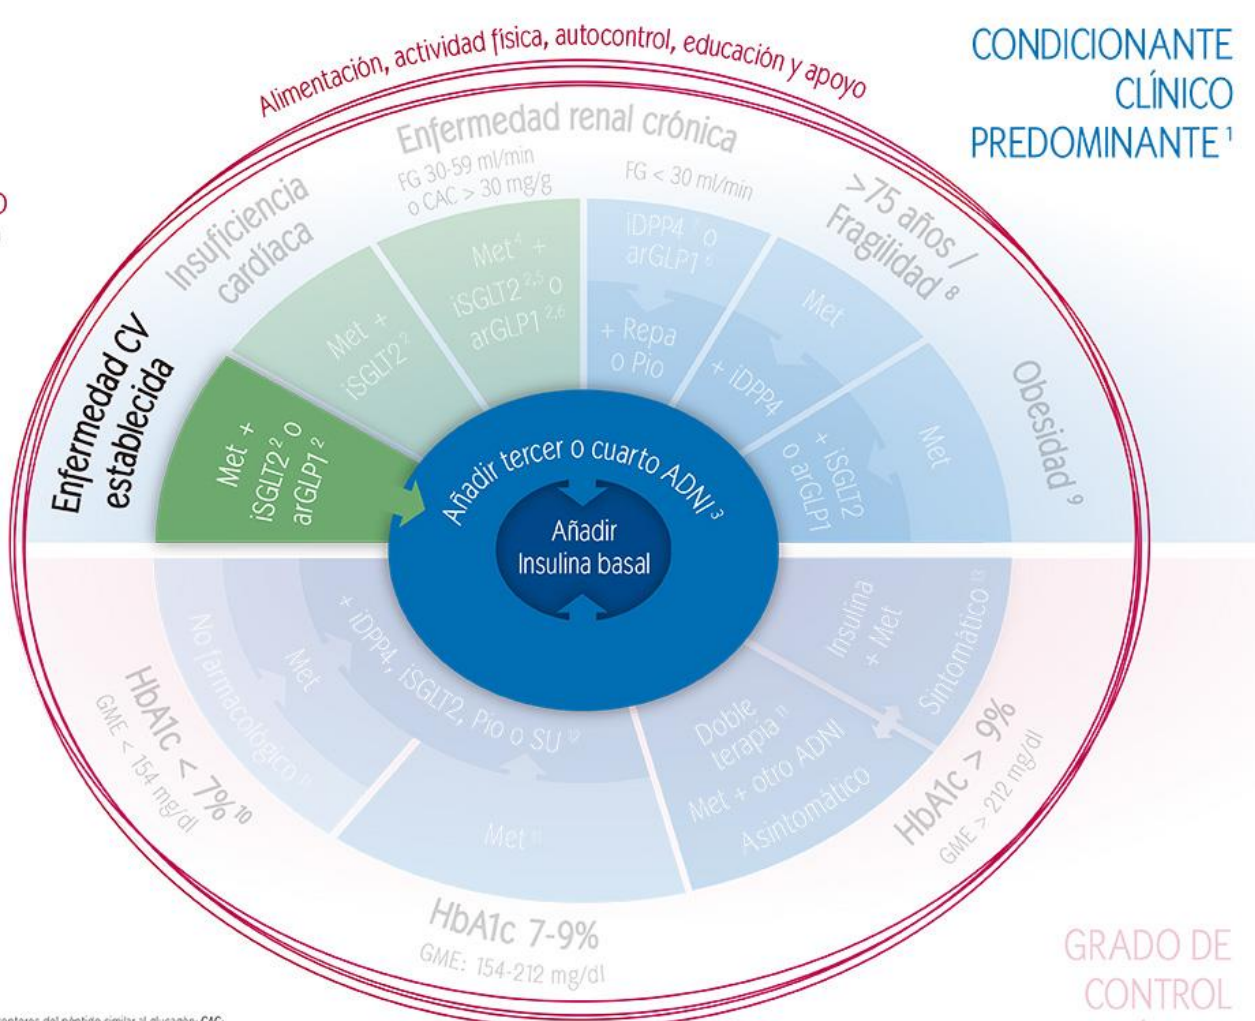 Alimentación, actividad física, autocontrol, educación y apoyo
CONDICIONANTE
CLÍNICO
PREDOMINANTE 1
Enfermedad CV
establecida
Met +
iSGLT2 2 o
arGLP1 2
Insuficiencia
cardíaca
Met +
iSGLT2 2
Enfermedad renal crónica
FG 30-59 ml/min
o CAC > 30 mg/g
Met 4 +
iSGLT2 2,5 o
arGLP1 2,6
FG < 30 ml/min
iDPP4 7 o
arGLP1 6
+ Repa
o Pio
>75 años /
Fragilidad 8
Met
+ iDPP4
Obesidad 9
Met
+ iSGLT2
o arGLP1
Añadir tercer o cuarto ADNI 3
Añadir
Insulina basal
HbA1c < 7% 10
GME < 154 mg/dl
No farmacológico 11
Met
+ iDPP4, iSGLT2, Pio o SU 12
Met 11
HbA1c 7-9%
GME: 154-212 mg/dl
Doble
terapia 11
Met + otro ADNI
Asintomático
Insulina
+ Met
Sintomático 13
HbA1c > 9%
GME > 212 mg/dl
GRADO DE
CONTROL